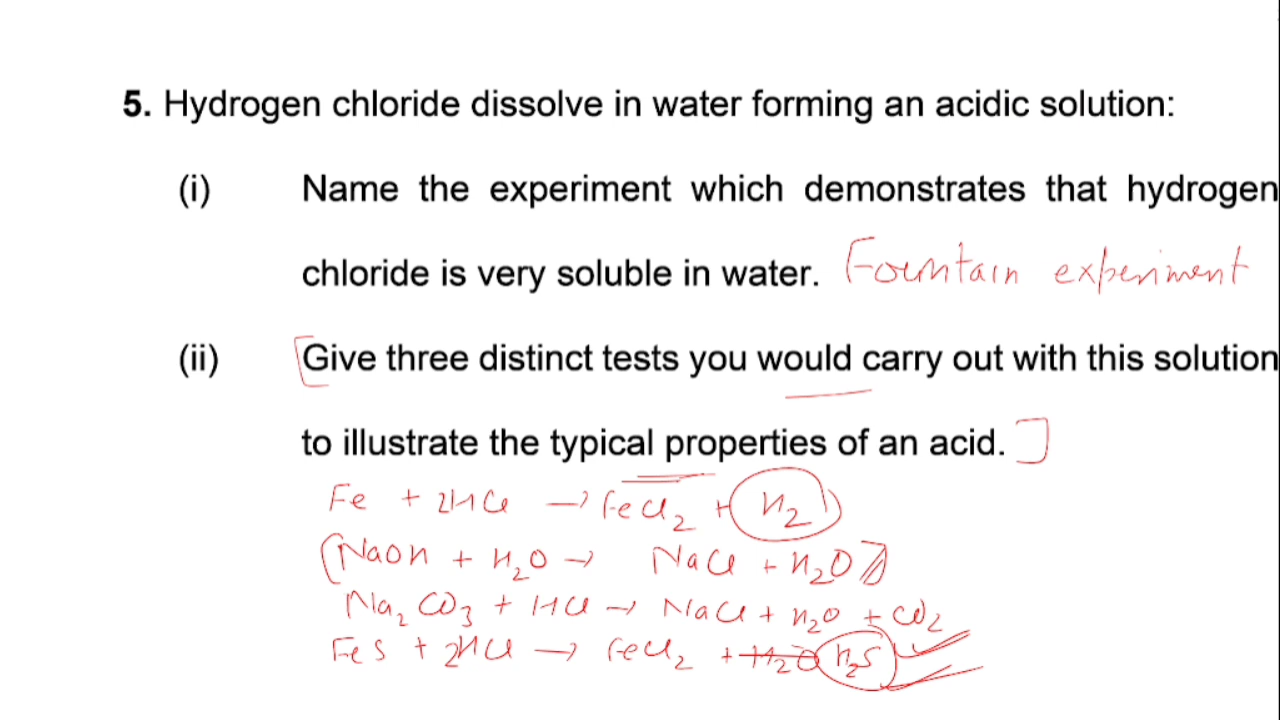 5. Hydrogen chloride dissolve in water forming an acidic solution:
(i) Name the experiment which demonstrates that hydrogen
chloride is very soluble in water. Fountain experiment
(ii) [Give three distinct tests you would carry out with this solution
to illustrate the typical properties of an acid.]
Fe + 2HCl → FeCl₂ + H₂
(NaOH + H₂O → NaCl + H₂O)
Na₂CO₃ + HCl → NaCl + H₂O + CO₂
FeS + 2HCl → FeCl₂ + H₂O H₂S